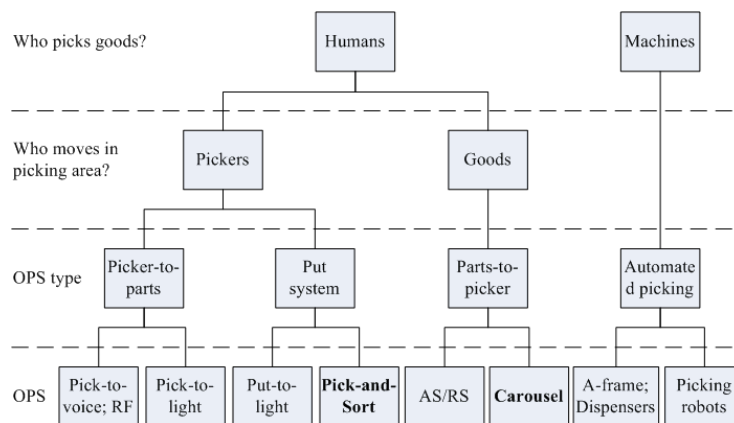 Who picks goods?
Humans
Machines
Who moves in
picking area?
Pickers
Goods
OPS type
Picker-to-
parts
Put
system
Parts-to-
picker
Automate
d picking
OPS
Pick-to-
voice; RF
Pick-to-
light
Put-to-
light
Pick-and-
Sort
AS/RS
Carousel
A-frame;
Dispensers
Picking
robots